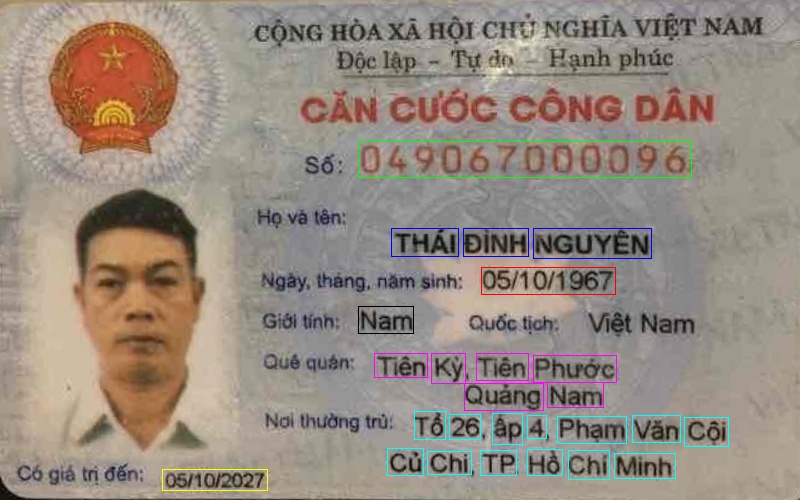 CỘNG HÒA XÃ HỘI CHỦ NGHĨA VIỆT NAM
Độc lập - Tự do - Hạnh phúc
CĂN CƯỚC CÔNG DÂN
Số: 049067000096
Họ và tên:
THÁI ĐÌNH NGUYÊN
Ngày, tháng, năm sinh: 05/10/1967
Giới tính: Nam Quốc tịch: Việt Nam
Quê quán: Tiên Kỳ, Tiên Phước
Quảng Nam
Nơi thường trú: Tổ 26, ấp 4, Phạm Văn Cội
Củ Chi, TP. Hồ Chí Minh
Có giá trị đến: 05/10/2027